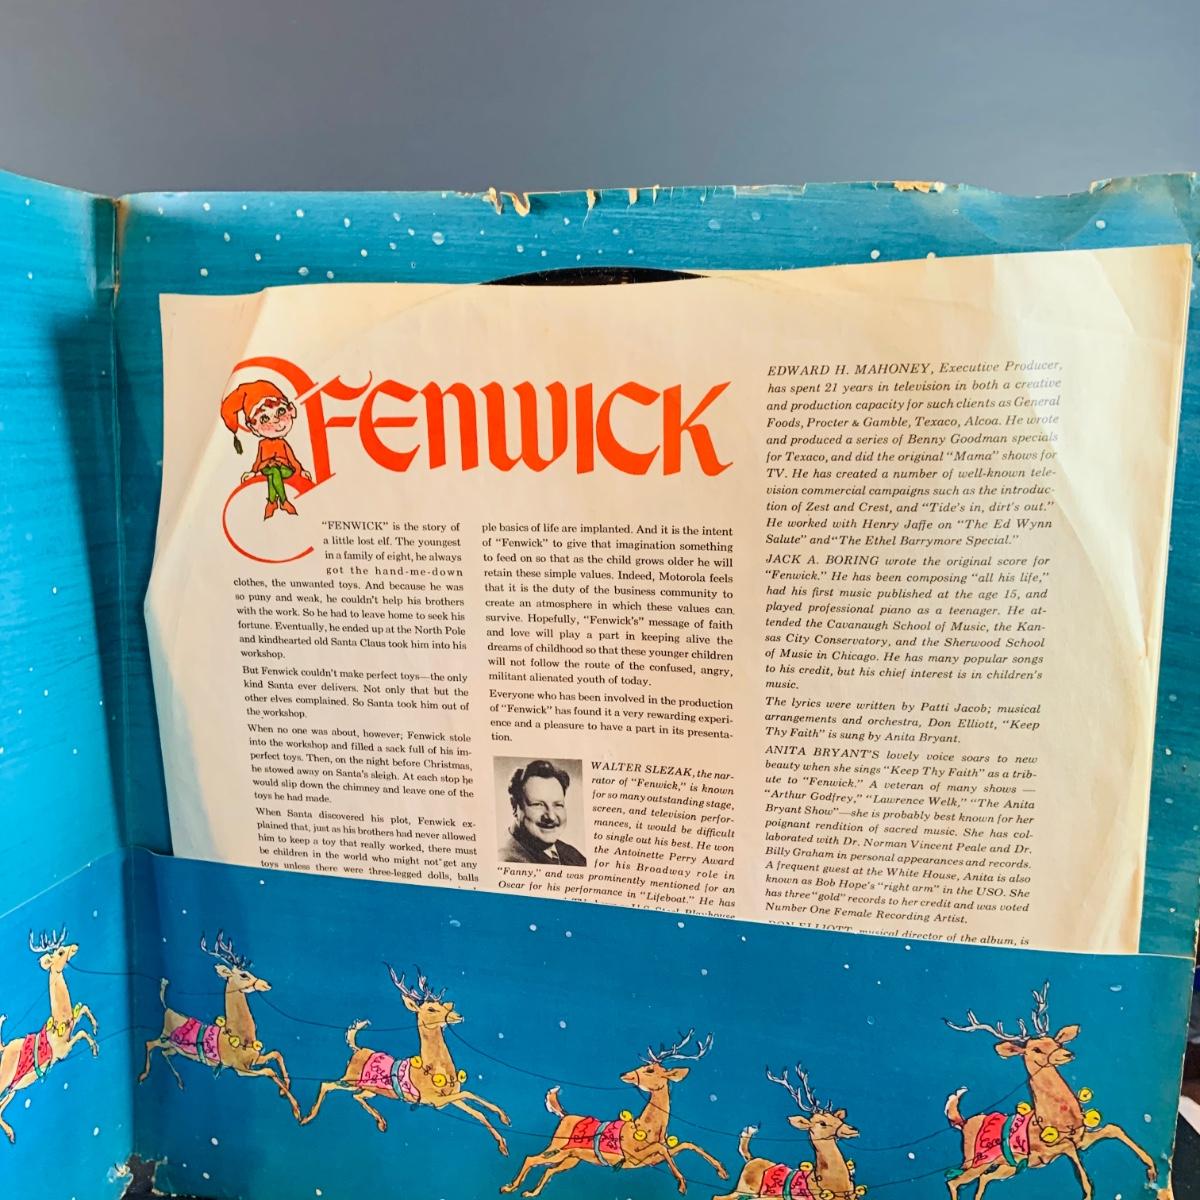 FENWICK
"FENWICK" is the story of
a little lost elf. The youngest
in a family of eight, he always
got the hand-me-down
clothes, the unwanted toys. And because he was
so puny and weak, he couldn't help his brothers
with the work. So he had to leave home to seek his
fortune. Eventually, he ended up at the North Pole
and kindhearted old Santa Claus took him into his
workshop.
But Fenwick couldn't make perfect toys—the only
kind Santa ever delivers. Not only that but the
other elves complained. So Santa took him out of
the workshop.
When no one was about, however; Fenwick stole
into the workshop and filled a sack full of his im-
perfect toys. Then, on the night before Christmas,
he stowed away on Santa's sleigh. At each stop he
would slip down the chimney and leave one of the
toys he had made.
When Santa discovered his plot, Fenwick ex-
plained that, just as his brothers had never allowed
him to keep a toy that really worked, there must
be children in the world who might not get any
toys unless there were three-legged dolls, balls
ple basics of life are implanted. And it is the intent
of "Fenwick" to give that imagination something
to feed on so that as the child grows older he will
retain these simple values. Indeed, Motorola feels
that it is the duty of the business community to
create an atmosphere in which these values can
survive. Hopefully, "Fenwick's" message of faith
and love will play a part in keeping alive the
dreams of childhood so that these younger children
will not follow the route of the confused, angry,
militant alienated youth of today.
Everyone who has been involved in the production
of "Fenwick" has found it a very rewarding experi-
ence and a pleasure to have a part in its presenta-
tion.
WALTER SLEZAK, the nar-
rator of "Fenwick," is known
for so many outstanding stage,
screen, and television perfor-
mances, it would be difficult
to single out his best. He won
the Antoinette Perry Award
for his Broadway role in
"Fanny," and was prominently mentioned for an
Oscar for his performance in "Lifeboat." He has
U.S. Steel Playhouse
EDWARD H. MAHONEY, Executive Producer,
has spent 21 years in television in both a creative
and production capacity for such clients as General
Foods, Procter & Gamble, Texaco, Alcoa. He wrote
and produced a series of Benny Goodman specials
for Texaco, and did the original "Mama" shows for
TV. He has created a number of well-known tele-
vision commercial campaigns such as the introduc-
tion of Zest and Crest, and "Tide's in, dirt's out."
He worked with Henry Jaffe on "The Ed Wynn
Salute" and "The Ethel Barrymore Special."
JACK A. BORING wrote the original score for
"Fenwick." He has been composing "all his life,"
had his first music published at the age 15, and
played professional piano as a teenager. He at-
tended the Cavanaugh School of Music, the Kan-
sas City Conservatory, and the Sherwood School
of Music in Chicago. He has many popular songs
to his credit, but his chief interest is in children's
music.
The lyrics were written by Patti Jacob; musical
arrangements and orchestra, Don Elliott, "Keep
Thy Faith" is sung by Anita Bryant.
ANITA BRYANT'S lovely voice soars to new
beauty when she sings "Keep Thy Faith" as a trib-
ute to "Fenwick." A veteran of many shows —
"Arthur Godfrey," "Lawrence Welk," "The Anita
Bryant Show"—she is probably best known for her
poignant rendition of sacred music. She has col-
laborated with Dr. Norman Vincent Peale and Dr.
Billy Graham in personal appearances and records.
A frequent guest at the White House, Anita is also
known as Bob Hope's "right arm" in the USO. She
has three "gold" records to her credit and was voted
Number One Female Recording Artist.
DON ELLIOTT, musical director of the album, is